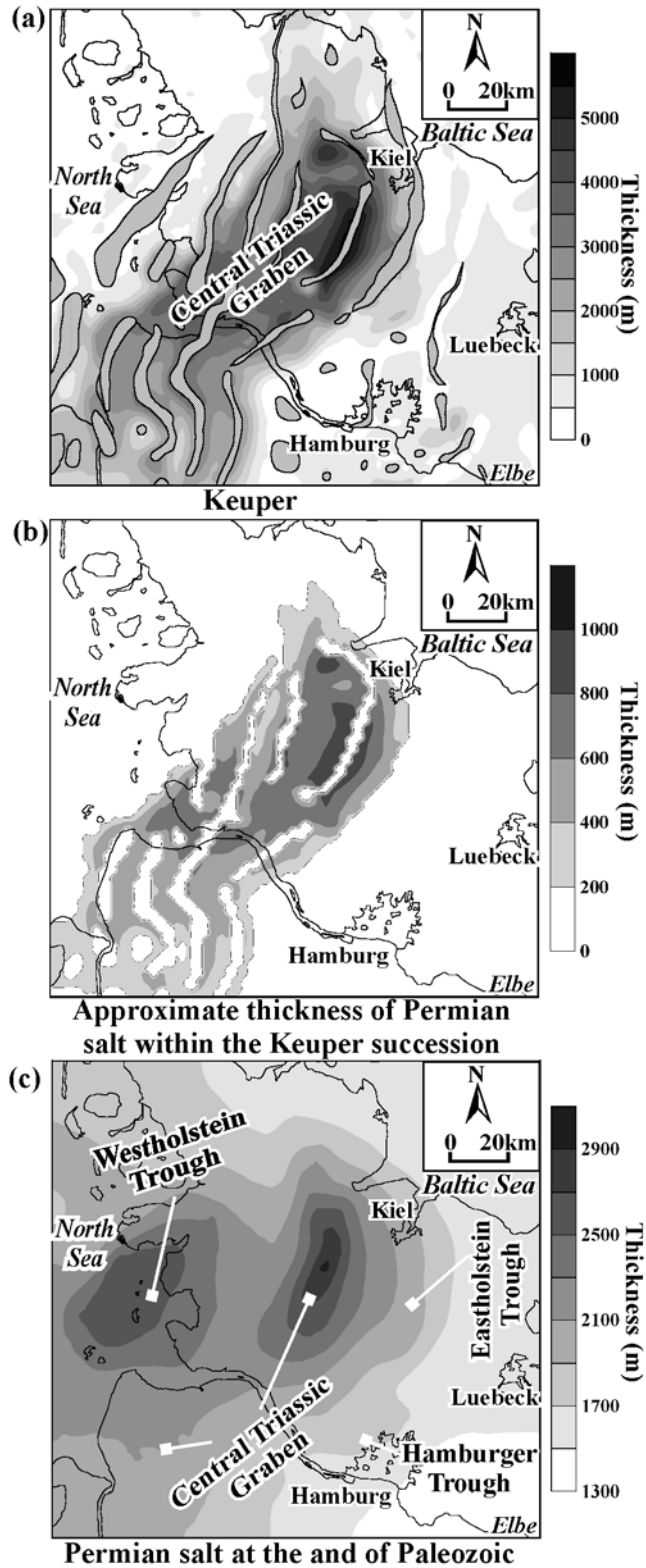 (a)
N
0 20km
Baltic Sea
Kiel
North
Sea
Central Triassic
Graben
Luebeck
Hamburg
Elbe
5000
4000
3000
2000
1000
0
Thickness (m)
Keuper
(b)
N
0 20km
Baltic Sea
Kiel
North
Sea
Luebeck
Hamburg
Elbe
1000
800
600
400
200
0
Thickness (m)
Approximate thickness of Permian
salt within the Keuper succession
(c)
N
0 20km
Westholstein
Trough
Baltic Sea
Kiel
North
Sea
Eastholstein
Trough
Luebeck
Central Triassic
Graben
Hamburger
Trough
Hamburg
Elbe
2900
2500
2100
1700
1300
Thickness (m)
Permian salt at the and of Paleozoic